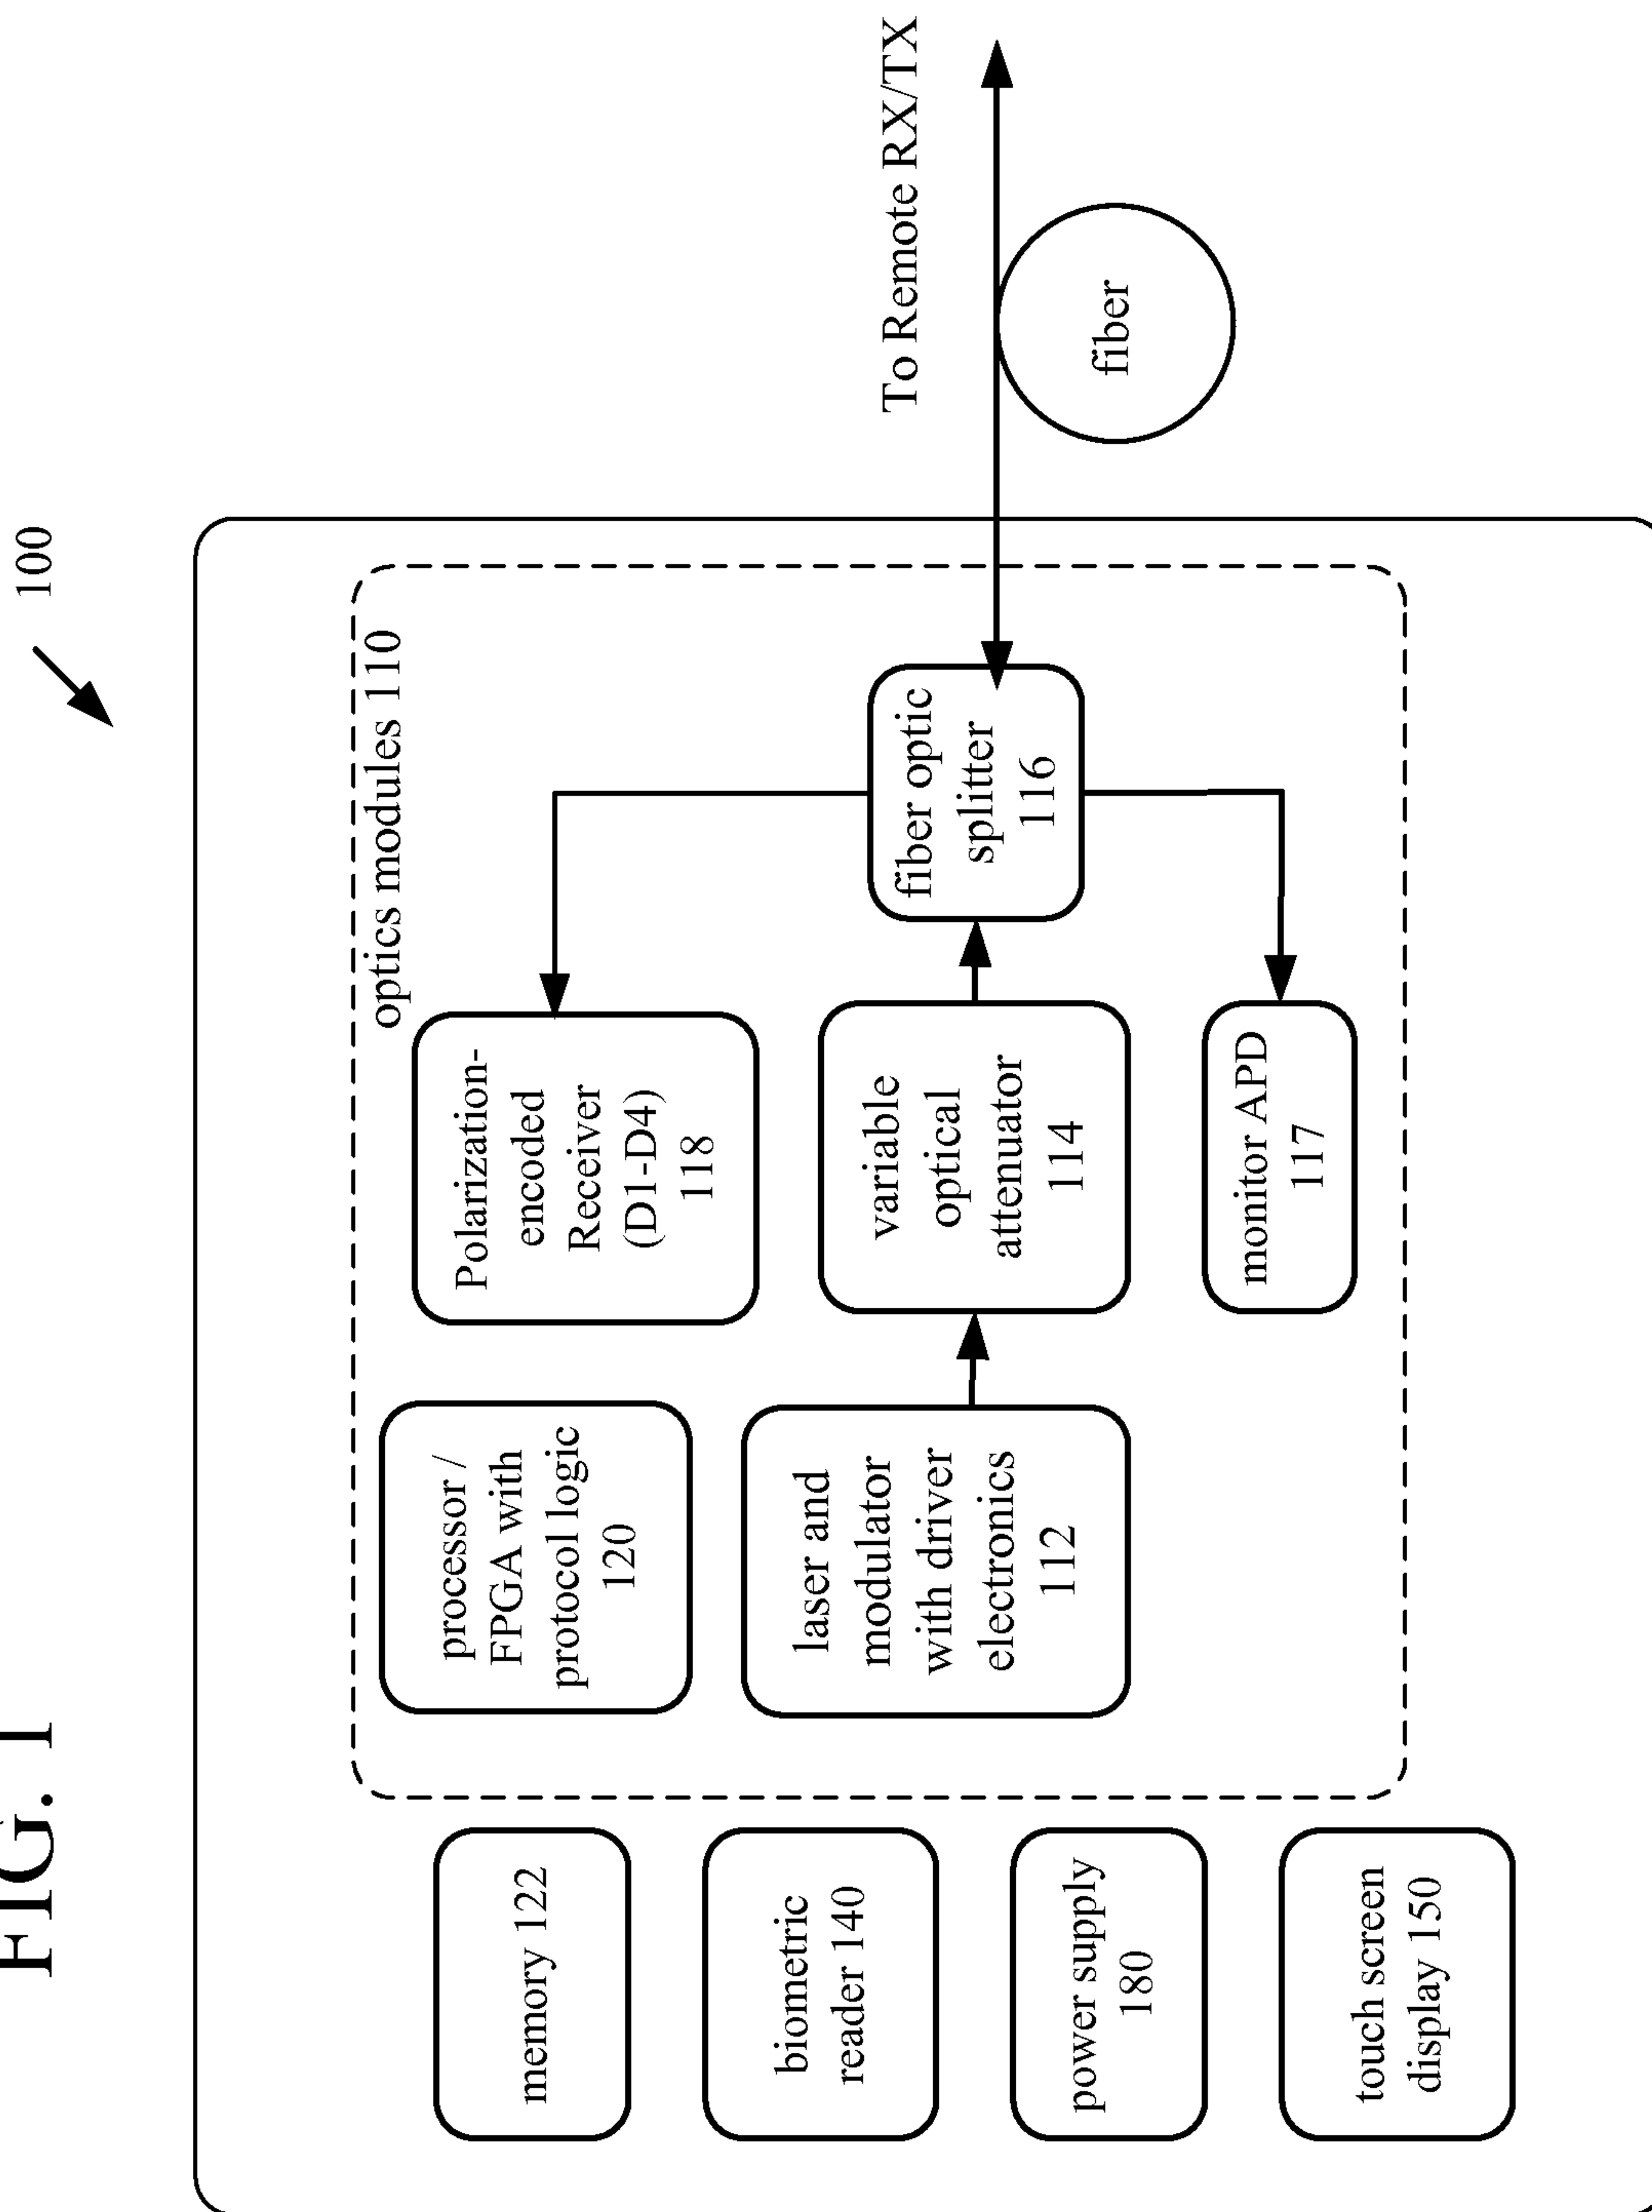 FIG. 1
100
optics modules 110
memory 122
biometric
reader 140
power supply
180
touch screen
display 150
processor /
FPGA with
protocol logic
120
laser and
modulator
with driver
electronics
112
Polarization-
encoded
Receiver
(D1-D4)
118
variable
optical
attenuator
114
monitor APD
117
fiber optic
splitter
116
To Remote RX/TX
fiber